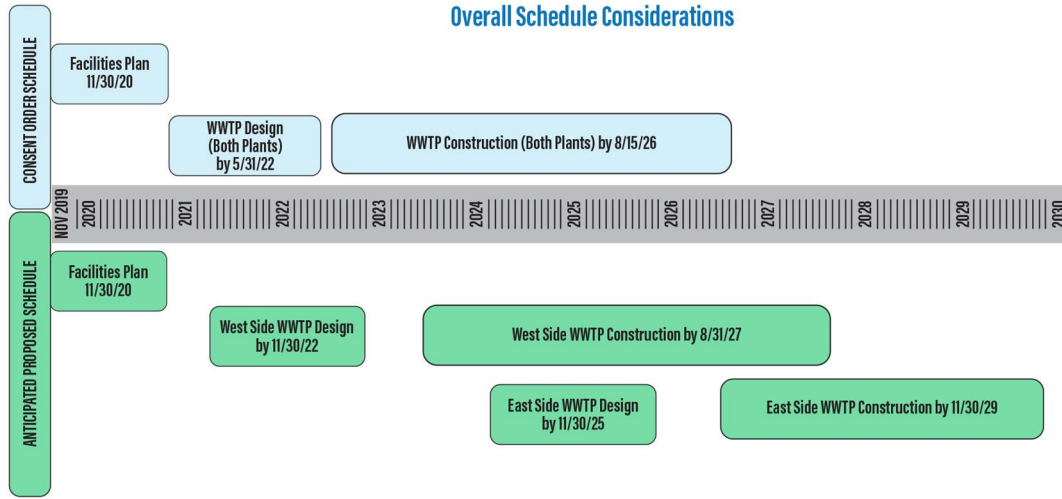 Overall Schedule Considerations
CONSENT ORDER SCHEDULE
Facilities Plan
11/30/20
WWTP Design
(Both Plants)
by 5/31/22
WWTP Construction (Both Plants) by 8/15/26
NOV 2019
2020
2021
2022
2023
2024
2025
2026
2027
2028
2029
2030
ANTICIPATED PROPOSED SCHEDULE
Facilities Plan
11/30/20
West Side WWTP Design
by 11/30/22
West Side WWTP Construction by 8/31/27
East Side WWTP Design
by 11/30/25
East Side WWTP Construction by 11/30/29